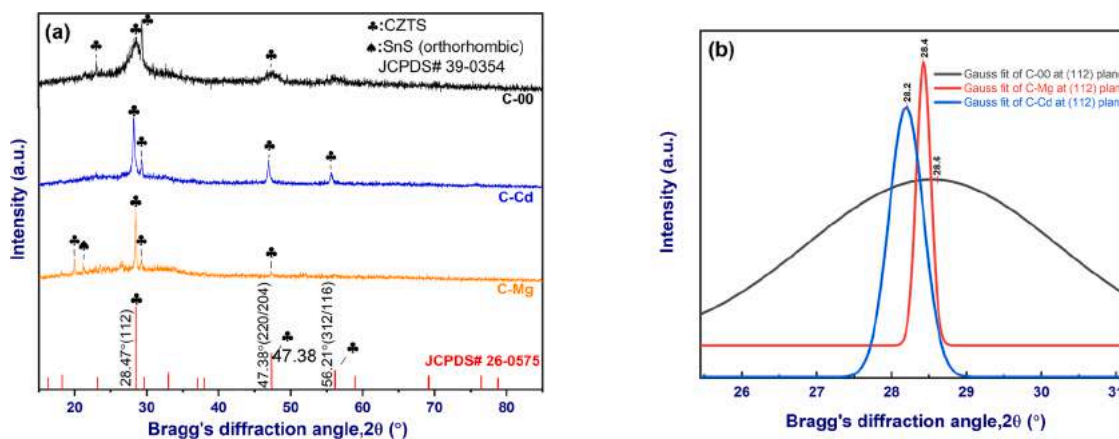 (a)
♣:CZTS
♠:SnS (orthorhombic)
JCPDS# 39-0354
C-00
C-Cd
C-Mg
28.47°(112)
47.38°(220/204)
47.38
56.21°(312/116)
JCPDS# 26-0575
Intensity (a.u.)
20 30 40 50 60 70 80
Bragg's diffraction angle,2θ (°)
(b)
28.4
Gauss fit of C-00 at (112) plan
Gauss fit of C-Mg at (112) plan
Gauss fit of C-Cd at (112) plan
28.2
28.6
Intensity (a.u.)
26 27 28 29 30 31
Bragg's diffraction angle,2θ (°)